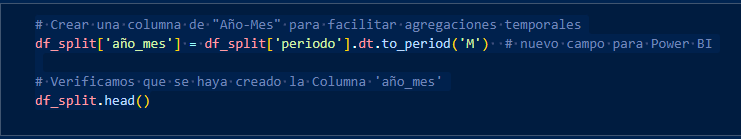 # Crear una columna de "Año-Mes" para facilitar agregaciones temporales
df_split['año_mes'] = df_split['periodo'].dt.to_period('M')  # nuevo campo para Power BI
# Verificamos que se haya creado la Columna 'año_mes'
df_split.head()